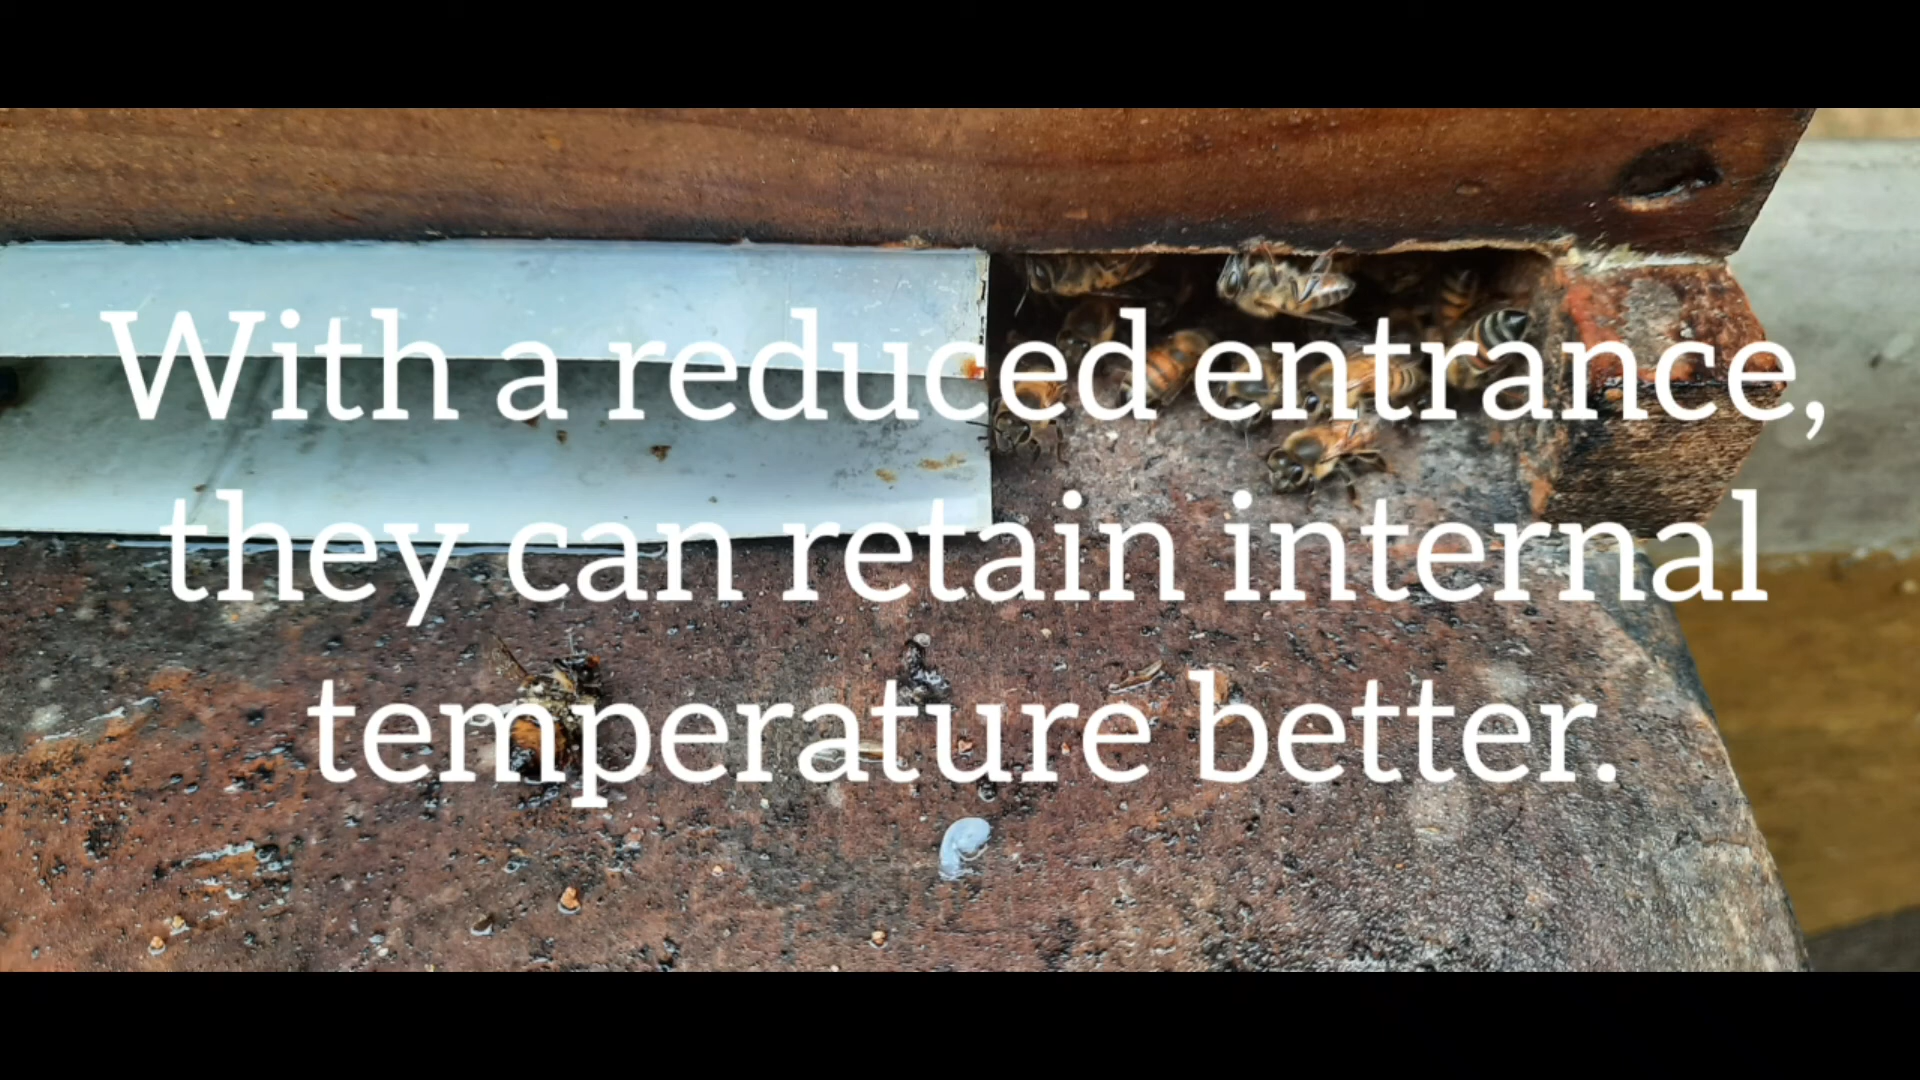 With a reduced entrance,
they can retain internal
temperature better.